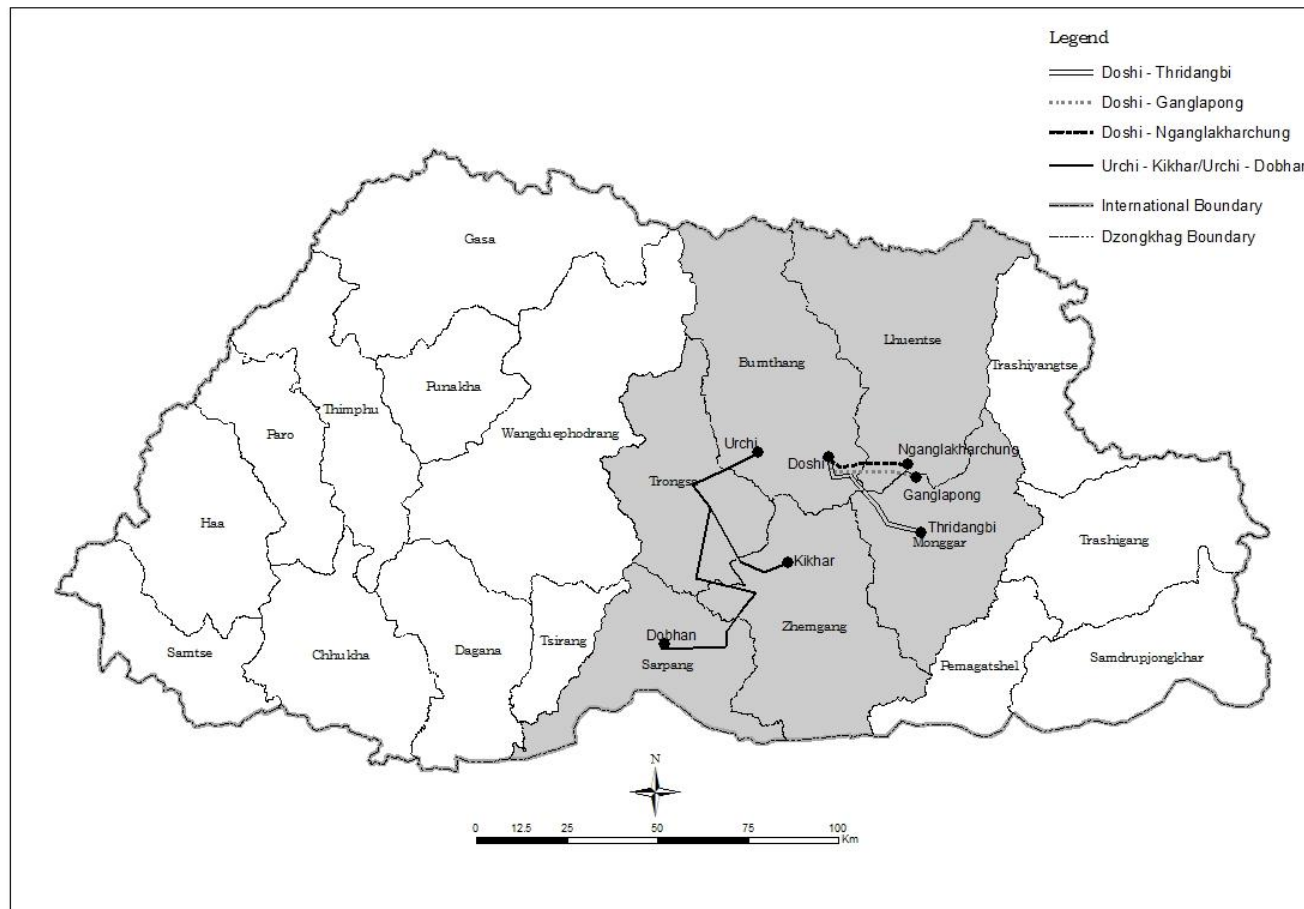 Legend
Doshi - Thridangbi
Doshi - Ganglapong
Doshi - Nganglakharchung
Urchi - Kikhar/Urchi - Dobhan
International Boundary
Dzongkhag Boundary
Gasa
Lhuentse
Bumthang
Trashiyangtse
Punakha
Thimphu
Paro
Wangduephodrang
Urchi
Doshi
Nganglakharchung
Trongsa
Ganglapong
Haa
Thridangbi
Monggar
Trashigang
Kikhar
Zhemgang
Dobhan
Tsirang
Dagana
Chhukha
Samtse
Sarpang
Pemagatshel
Samdrupjongkhar
N
0 12.5 25 50 75 100
Km